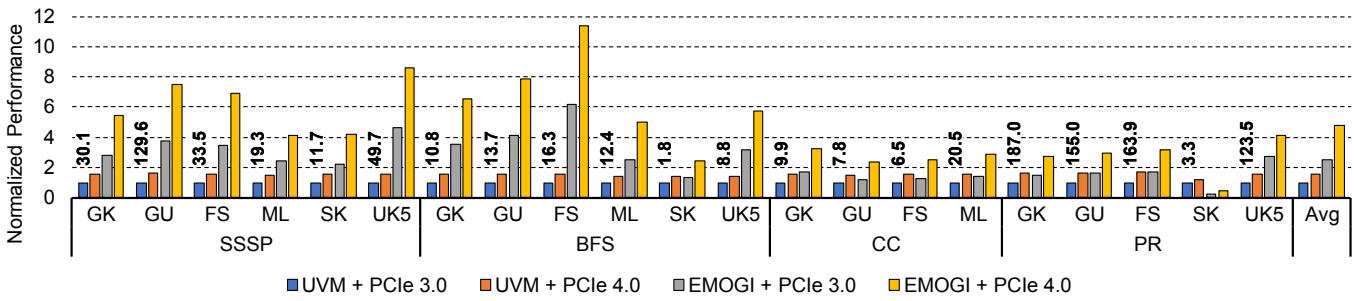 Normalized Performance
12
10
8
6
4
2
0
30.1 129.6 33.5 19.3 11.7 49.7 10.8 13.7 16.3 12.4 1.8 8.8 9.9 7.8 6.5 20.5 187.0 155.0 163.9 3.3 123.5
GK GU FS ML SK UK5 GK GU FS ML SK UK5 GK GU FS ML GK GU FS SK UK5 Avg
SSSP BFS CC PR
UVM + PCIe 3.0 UVM + PCIe 4.0 EMOGI + PCIe 3.0 EMOGI + PCIe 4.0